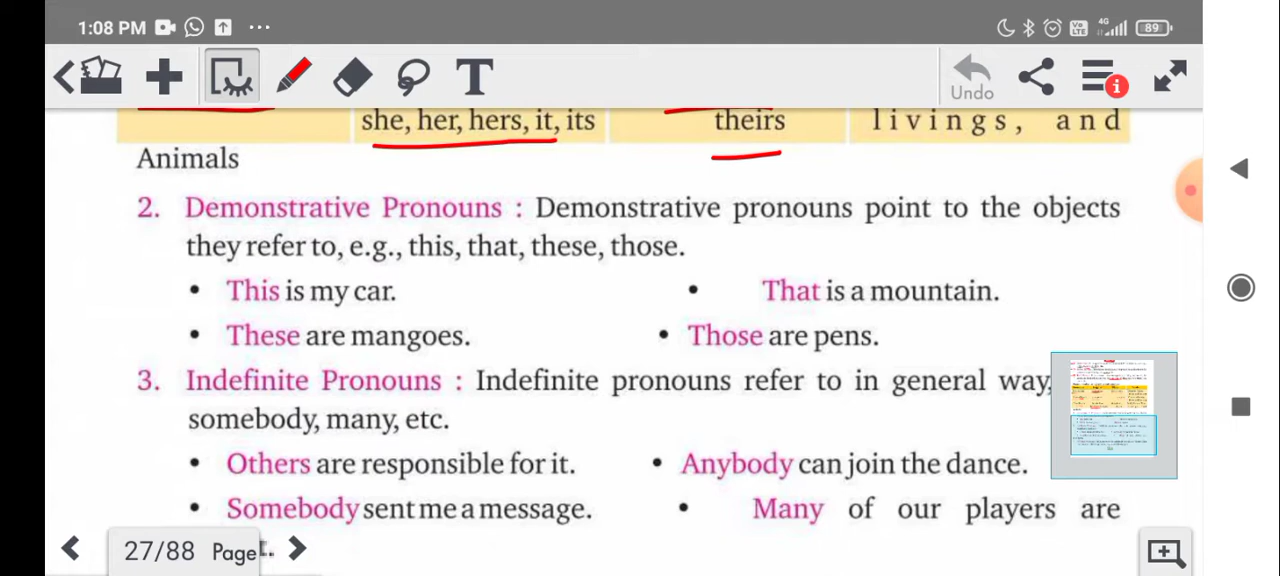 1:08 PM ...
4G
Vo LTE
89
T
Undo
i
she, her, hers, it, its theirs livings, and
Animals
2. Demonstrative Pronouns : Demonstrative pronouns point to the objects
they refer to, e.g., this, that, these, those.
• This is my car. • That is a mountain.
• These are mangoes. • Those are pens.
3. Indefinite Pronouns : Indefinite pronouns refer to in general way,
somebody, many, etc.
• Others are responsible for it. • Anybody can join the dance.
• Somebody sent me a message. • Many of our players are
27/88 Page